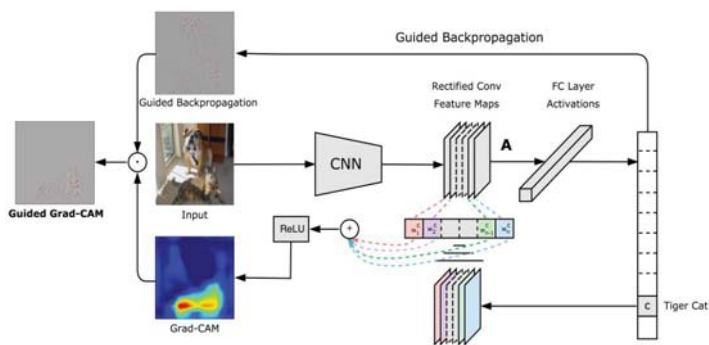 Guided Backpropagation
Guided Backpropagation
Rectified Conv
Feature Maps
FC Layer
Activations
CNN
A
Input
Guided Grad-CAM
ReLU
+
c
Tiger Cat
Grad-CAM